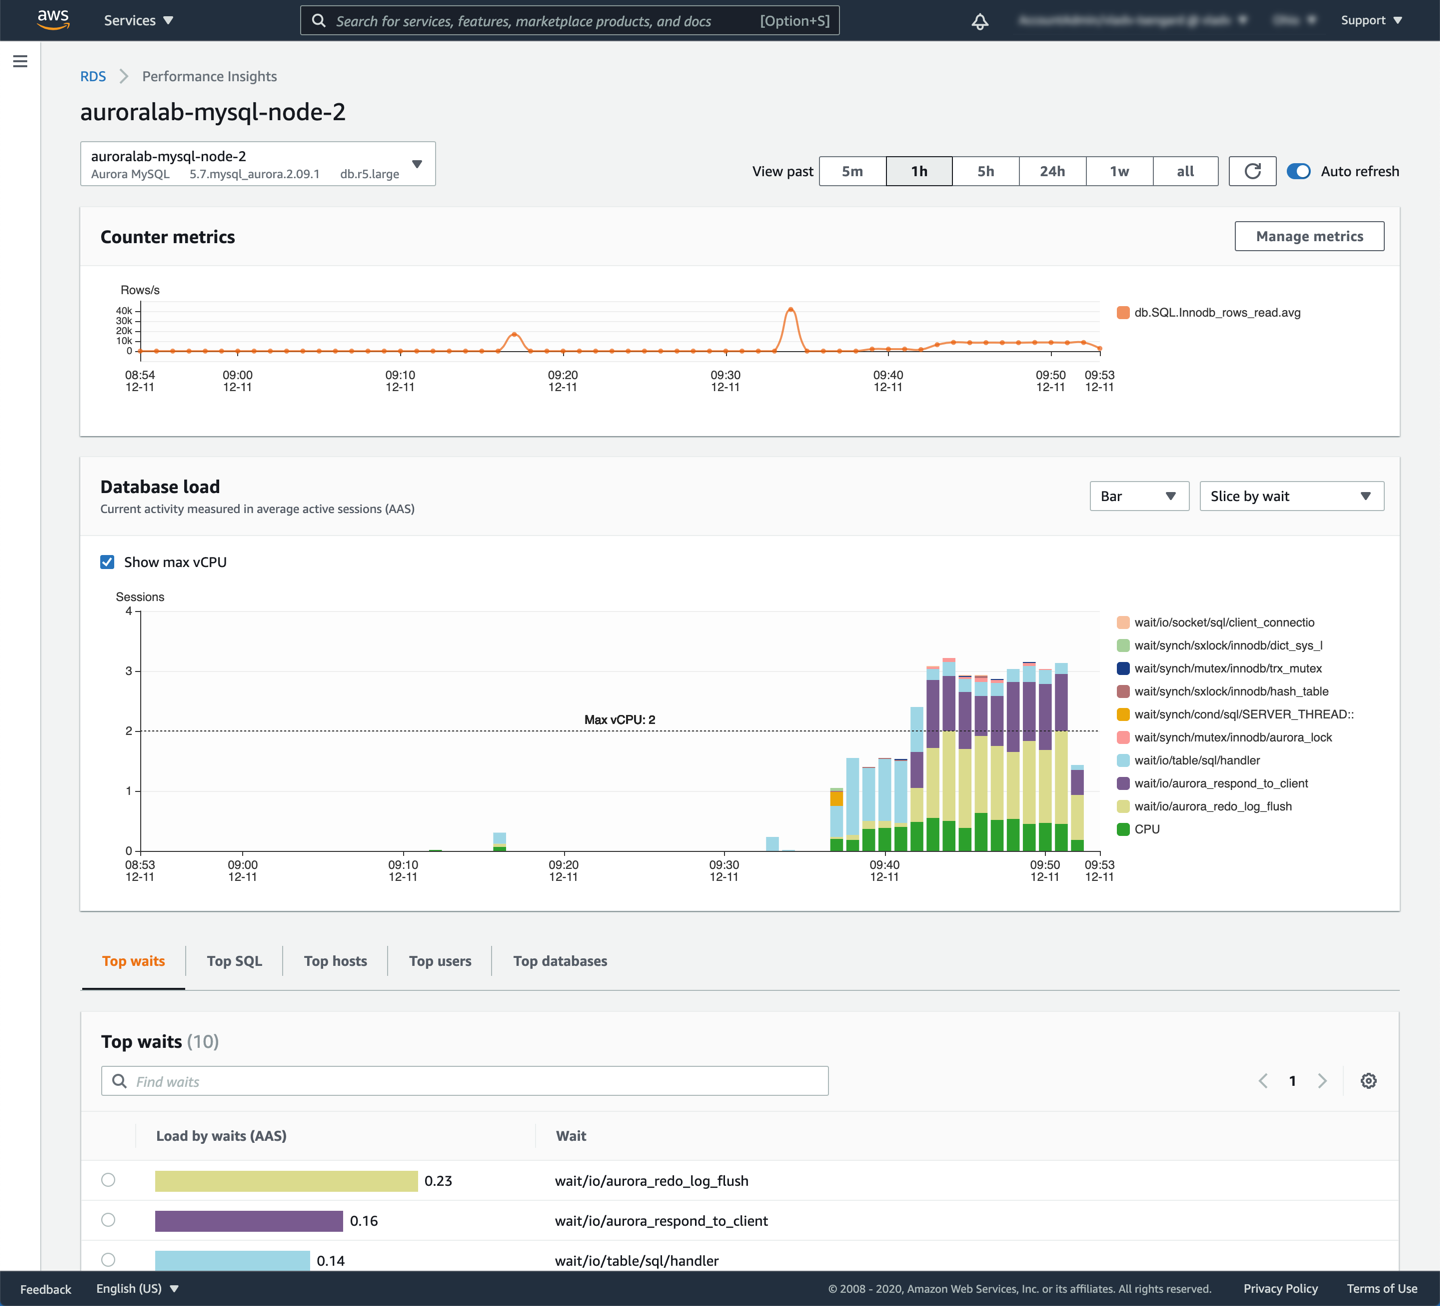 aws Services Search for services, features, marketplace products, and docs [Option+S] Support
RDS Performance Insights
auroralab-mysql-node-2
auroralab-mysql-node-2
Aurora MySQL 5.7.mysql_aurora.2.09.1 db.r5.large
View past 5m 1h 5h 24h 1w all Auto refresh
Counter metrics
Manage metrics
Rows/s
40k
30k
20k
10k
0
08:54 09:00 09:10 09:20 09:30 09:40 09:50 09:53
12-11 12-11 12-11 12-11 12-11 12-11 12-11 12-11
db.SQL.Innodb_rows_read.avg
Database load
Current activity measured in average active sessions (AAS)
Bar Slice by wait
Show max vCPU
Sessions
4
3
2
1
0
Max vCPU: 2
08:53 09:00 09:10 09:20 09:30 09:40 09:50 09:53
12-11 12-11 12-11 12-11 12-11 12-11 12-11 12-11
wait/io/socket/sql/client_connectio
wait/synch/sxlock/innodb/dict_sys_l
wait/synch/mutex/innodb/trx_mutex
wait/synch/sxlock/innodb/hash_table
wait/synch/cond/sql/SERVER_THREAD::
wait/synch/mutex/innodb/aurora_lock
wait/io/table/sql/handler
wait/io/aurora_respond_to_client
wait/io/aurora_redo_log_flush
CPU
Top waits Top SQL Top hosts Top users Top databases
Top waits (10)
Find waits
1
Load by waits (AAS) Wait
0.23 wait/io/aurora_redo_log_flush
0.16 wait/io/aurora_respond_to_client
0.14 wait/io/table/sql/handler
Feedback English (US) © 2008 - 2020, Amazon Web Services, Inc. or its affiliates. All rights reserved. Privacy Policy Terms of Use